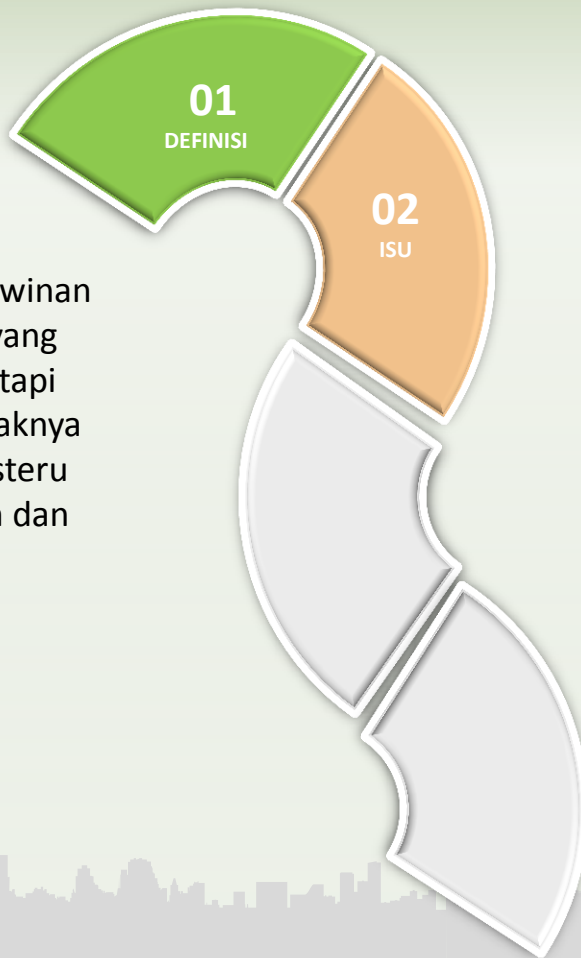 01
DEFINISI
02
ISU
winan
yang
tapi
aknya
steru
dan